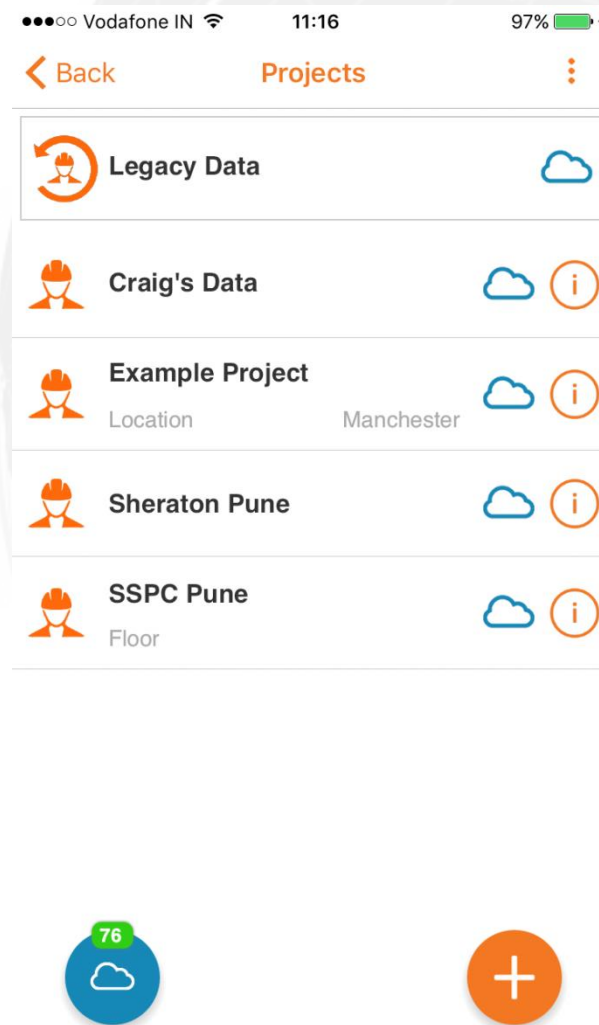 Vodafone IN 11:16 97%
Back Projects
Legacy Data
Craig's Data
i
Example Project
Location Manchester
i
Sheraton Pune
i
SSPC Pune
Floor
i
76